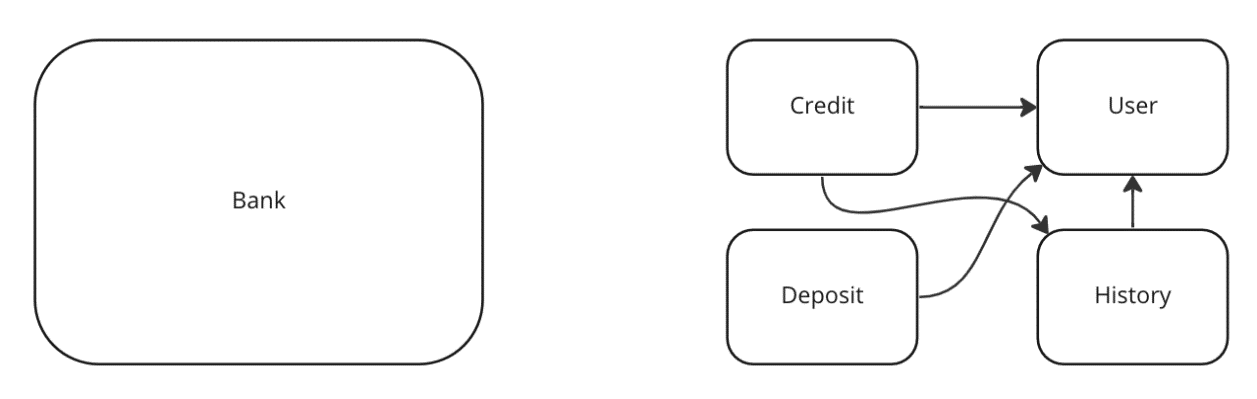 Bank
Credit
User
Deposit
History